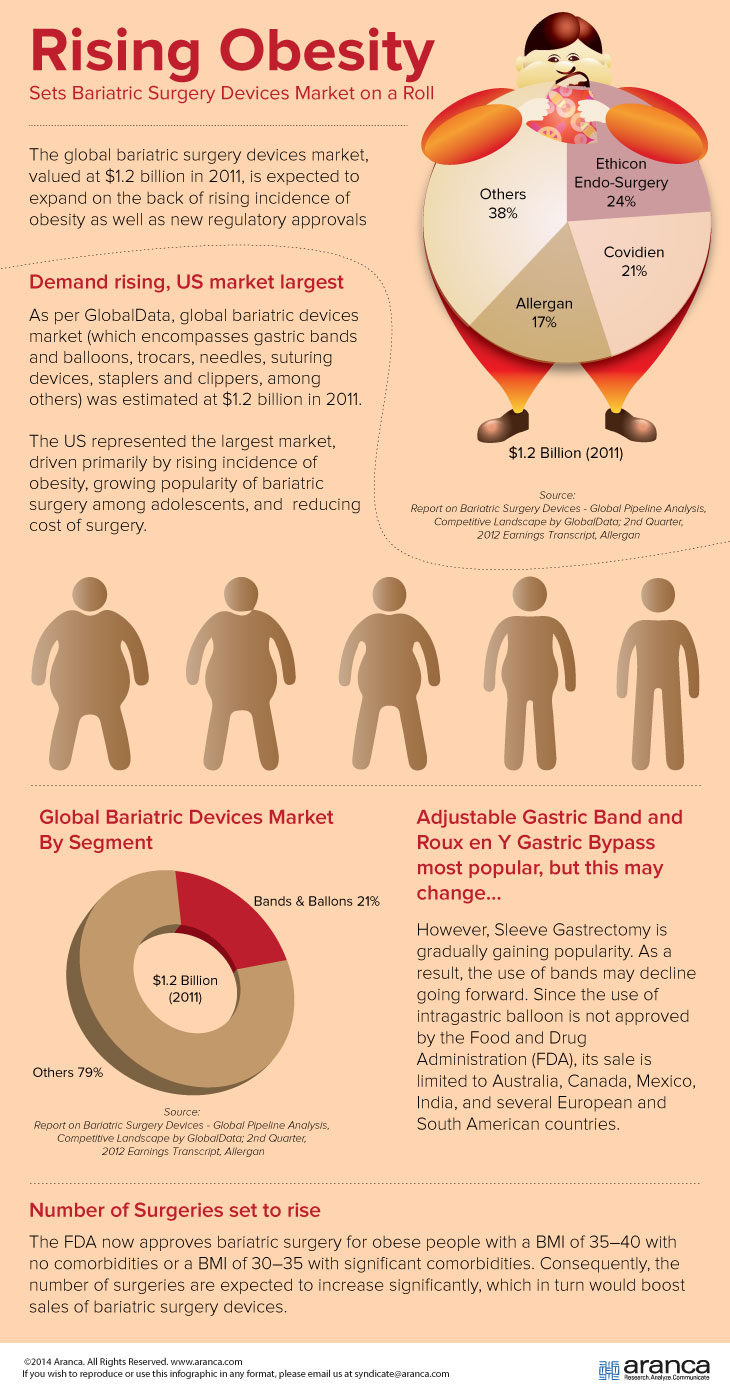 Rising Obesity
Sets Bariatric Surgery Devices Market on a Roll
The global bariatric surgery devices market,
valued at $1.2 billion in 2011, is expected to
expand on the back of rising incidence of
obesity as well as new regulatory approvals
Others
38%
Ethicon
Endo-Surgery
24%
Covidien
21%
Allergan
17%
$1.2 Billion (2011)
Source:
Report on Bariatric Surgery Devices - Global Pipeline Analysis,
Competitive Landscape by GlobalData; 2nd Quarter,
2012 Earnings Transcript, Allergan
Demand rising, US market largest
As per GlobalData, global bariatric devices
market (which encompasses gastric bands
and balloons, trocars, needles, suturing
devices, staplers and clippers, among
others) was estimated at $1.2 billion in 2011.
The US represented the largest market,
driven primarily by rising incidence of
obesity, growing popularity of bariatric
surgery among adolescents, and reducing
cost of surgery.
Global Bariatric Devices Market
By Segment
Bands & Ballons 21%
$1.2 Billion
(2011)
Others 79%
Source:
Report on Bariatric Surgery Devices - Global Pipeline Analysis,
Competitive Landscape by GlobalData; 2nd Quarter,
2012 Earnings Transcript, Allergan
Adjustable Gastric Band and
Roux en Y Gastric Bypass
most popular, but this may
change...
However, Sleeve Gastrectomy is
gradually gaining popularity. As a
result, the use of bands may decline
going forward. Since the use of
intragastric balloon is not approved
by the Food and Drug
Administration (FDA), its sale is
limited to Australia, Canada, Mexico,
India, and several European and
South American countries.
Number of Surgeries set to rise
The FDA now approves bariatric surgery for obese people with a BMI of 35–40 with
no comorbidities or a BMI of 30–35 with significant comorbidities. Consequently, the
number of surgeries are expected to increase significantly, which in turn would boost
sales of bariatric surgery devices.
©2014 Aranca. All Rights Reserved. www.aranca.com
If you wish to reproduce or use this infographic in any format, please email us at syndicate@aranca.com
aranca
Research.Analyze.Communicate